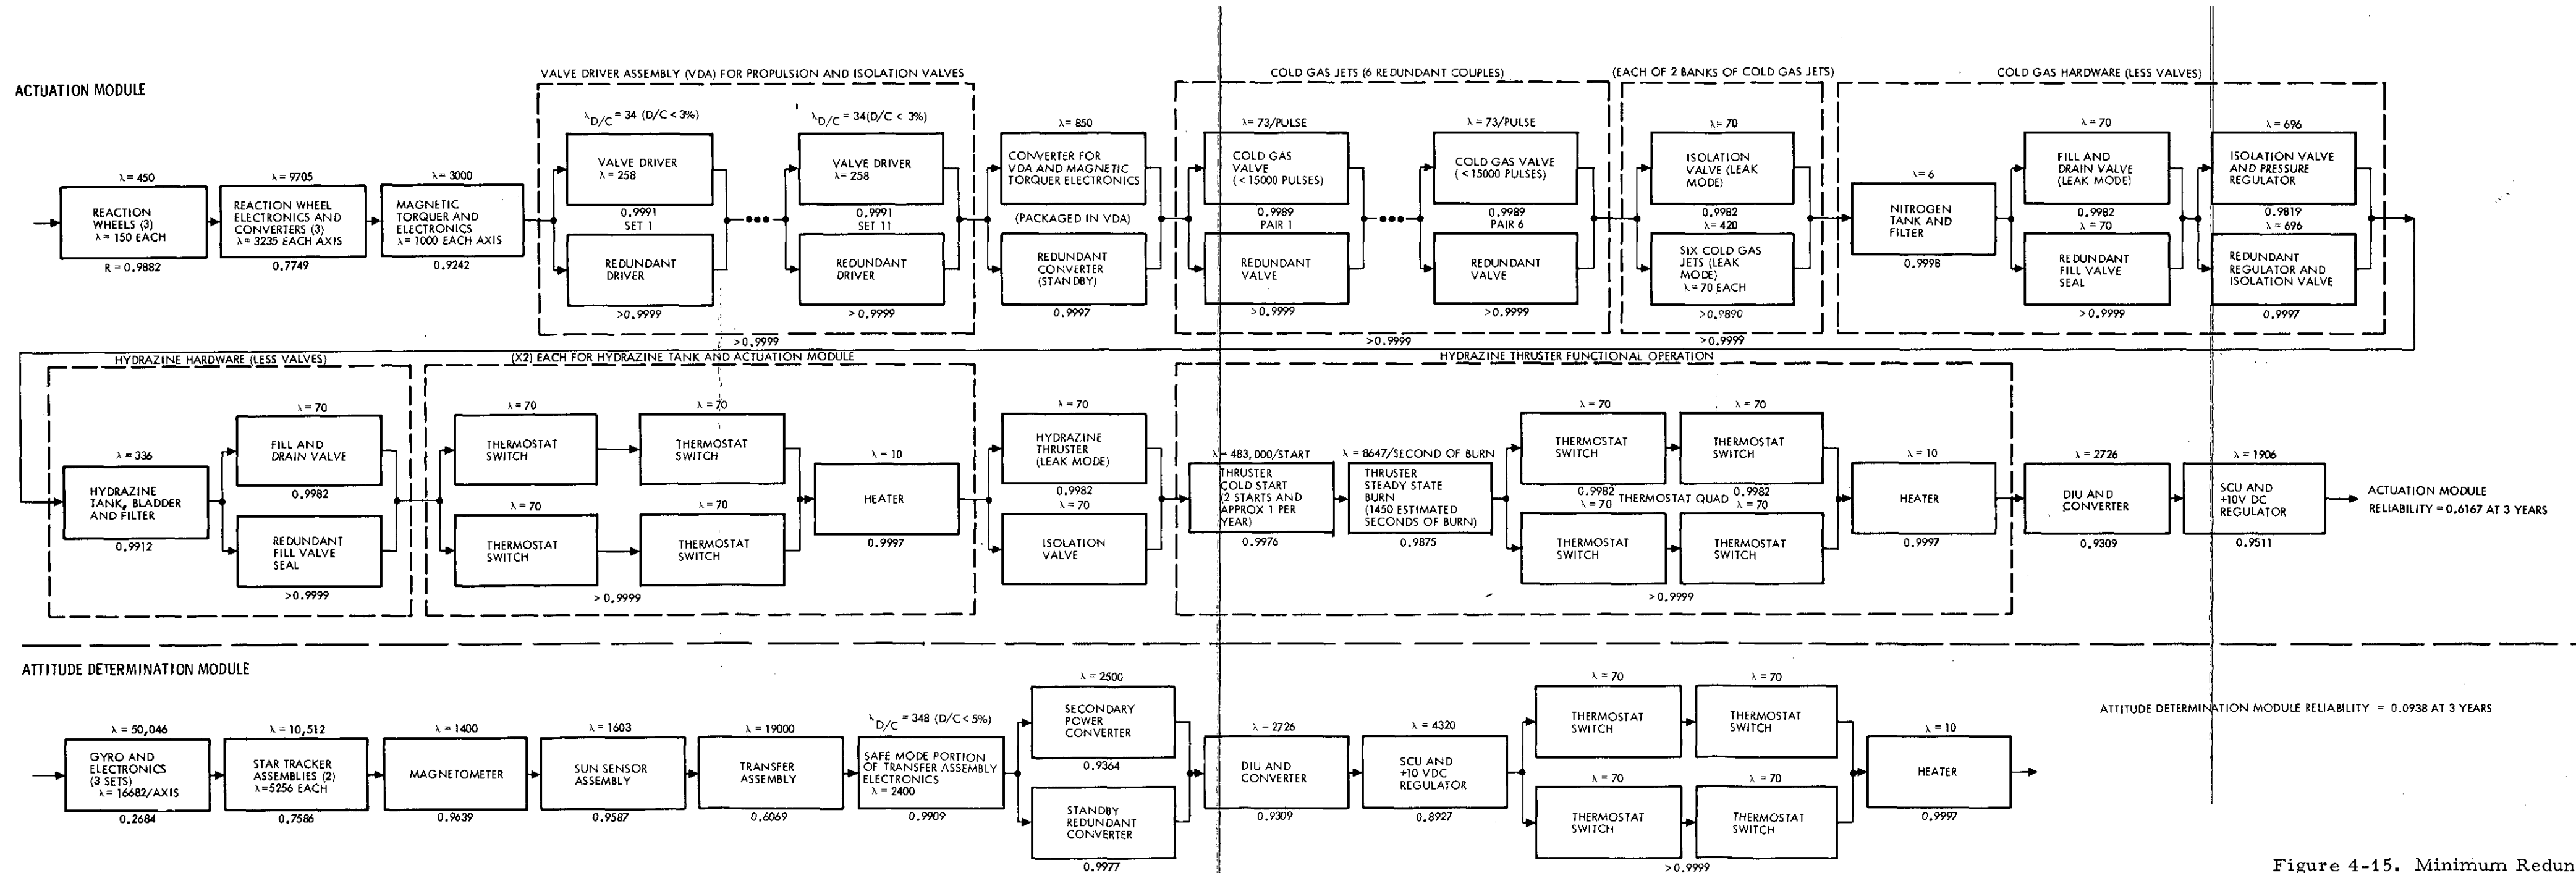 ACTUATION MODULE
VALVE DRIVER ASSEMBLY (VDA) FOR PROPULSION AND ISOLATION VALVES
COLD GAS JETS (6 REDUNDANT COUPLES)
(EACH OF 2 BANKS OF COLD GAS JETS)
COLD GAS HARDWARE (LESS VALVES)
λ = 450
REACTION
WHEELS (3)
λ = 150 EACH
R = 0.9882
λ = 9705
REACTION WHEEL
ELECTRONICS AND
CONVERTERS (3)
λ = 3235 EACH AXIS
0.7749
λ = 3000
MAGNETIC
TORQUER AND
ELECTRONICS
λ = 1000 EACH AXIS
0.9242
λ D/C = 34 (D/C < 3%)
VALVE DRIVER
λ = 258
0.9991
SET 1
REDUNDANT
DRIVER
>0.9999
λ D/C = 34(D/C < 3%)
VALVE DRIVER
λ = 258
0.9991
SET 11
REDUNDANT
DRIVER
>0.9999
>0.9999
λ= 850
CONVERTER FOR
VDA AND MAGNETIC
TORQUER ELECTRONICS
(PACKAGED IN VDA)
REDUNDANT
CONVERTER
(STANDBY)
0.9997
λ= 73/PULSE
COLD GAS
VALVE
(< 15000 PULSES)
0.9989
PAIR 1
REDUNDANT
VALVE
>0.9999
λ = 73/PULSE
COLD GAS VALVE
(< 15000 PULSES)
0.9989
PAIR 6
REDUNDANT
VALVE
>0.9999
>0.9999
λ= 70
ISOLATION
VALVE (LEAK
MODE)
0.9982
λ= 420
SIX COLD GAS
JETS (LEAK
MODE)
λ = 70 EACH
>0.9890
>0.9999
λ= 6
NITROGEN
TANK AND
FILTER
0.9998
λ = 70
FILL AND
DRAIN VALVE
(LEAK MODE)
0.9982
λ = 70
REDUNDANT
FILL VALVE
SEAL
>0.9999
λ = 696
ISOLATION VALVE
AND PRESSURE
REGULATOR
0.9819
λ = 696
REDUNDANT
REGULATOR AND
ISOLATION VALVE
0.9997
HYDRAZINE HARDWARE (LESS VALVES)
(X2) EACH FOR HYDRAZINE TANK AND ACTUATION MODULE
HYDRAZINE THRUSTER FUNCTIONAL OPERATION
λ = 336
HYDRAZINE
TANK, BLADDER
AND FILTER
0.9912
λ = 70
FILL AND
DRAIN VALVE
0.9982
REDUNDANT
FILL VALVE
SEAL
>0.9999
λ = 70
THERMOSTAT
SWITCH
λ = 70
THERMOSTAT
SWITCH
λ = 70
THERMOSTAT
SWITCH
λ = 70
THERMOSTAT
SWITCH
> 0.9999
λ = 10
HEATER
0.9997
λ = 70
HYDRAZINE
THRUSTER
(LEAK MODE)
0.9982
λ = 70
ISOLATION
VALVE
λ = 483,000/START
THRUSTER
COLD START
(2 STARTS AND
APPROX 1 PER
YEAR)
0.9976
λ = 8647/SECOND OF BURN
THRUSTER
STEADY STATE
BURN
(1450 ESTIMATED
SECONDS OF BURN)
0.9875
λ = 70
THERMOSTAT
SWITCH
λ = 70
THERMOSTAT
SWITCH
0.9982 THERMOSTAT QUAD 0.9982
λ = 70
THERMOSTAT
SWITCH
λ = 70
THERMOSTAT
SWITCH
>0.9999
λ = 10
HEATER
0.9997
λ = 2726
DIU AND
CONVERTER
0.9309
λ = 1906
SCU AND
+10V DC
REGULATOR
0.9511
ACTUATION MODULE
RELIABILITY = 0.6167 AT 3 YEARS
ATTITUDE DETERMINATION MODULE
λ = 50,046
GYRO AND
ELECTRONICS
(3 SETS)
λ = 16682/AXIS
0.2684
λ = 10,512
STAR TRACKER
ASSEMBLIES (2)
λ=5256 EACH
0.7586
λ = 1400
MAGNETOMETER
0.9639
λ = 1603
SUN SENSOR
ASSEMBLY
0.9587
λ = 19000
TRANSFER
ASSEMBLY
0.6069
λ D/C = 348 (D/C < 5%)
SAFE MODE PORTION
OF TRANSFER ASSEMBLY
ELECTRONICS
λ = 2400
0.9909
λ = 2500
SECONDARY
POWER
CONVERTER
0.9364
STANDBY
REDUNDANT
CONVERTER
0.9977
λ = 2726
DIU AND
CONVERTER
0.9309
λ = 4320
SCU AND
+10 VDC
REGULATOR
0.8927
λ = 70
THERMOSTAT
SWITCH
λ = 70
THERMOSTAT
SWITCH
λ = 70
THERMOSTAT
SWITCH
λ = 70
THERMOSTAT
SWITCH
>0.9999
λ = 10
HEATER
0.9997
ATTITUDE DETERMINATION MODULE RELIABILITY = 0.0938 AT 3 YEARS
Figure 4-15. Minimum Redun